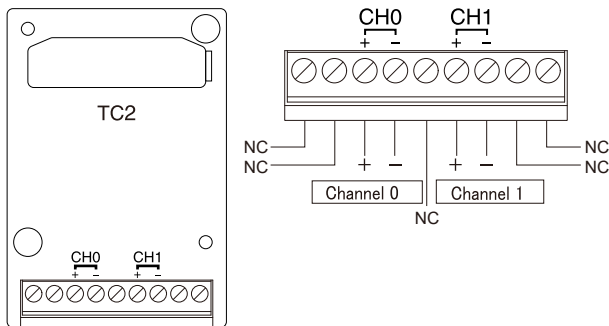 TC2
CH0 CH1
+ − + −
CH0 CH1
+ − + −
NC NC
NC + − + − NC
Channel 0 Channel 1
NC